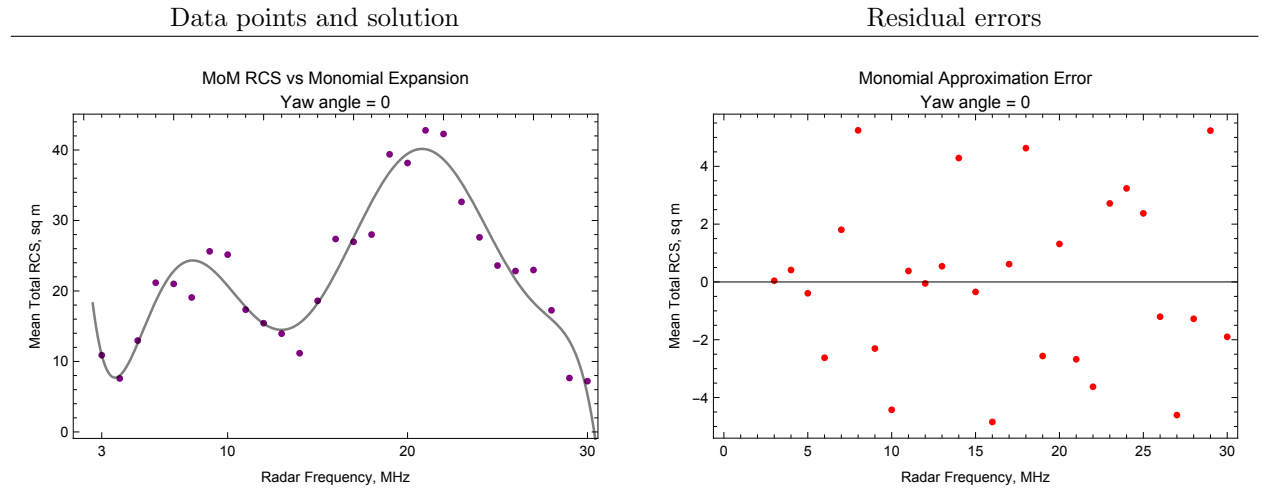 Data points and solution
Residual errors
MoM RCS vs Monomial Expansion
Yaw angle = 0
Mean Total RCS, sq m
40
30
20
10
0
3
10
20
30
Radar Frequency, MHz
Monomial Approximation Error
Yaw angle = 0
Mean Total RCS, sq m
4
2
0
−2
−4
0
5
10
15
20
25
30
Radar Frequency, MHz